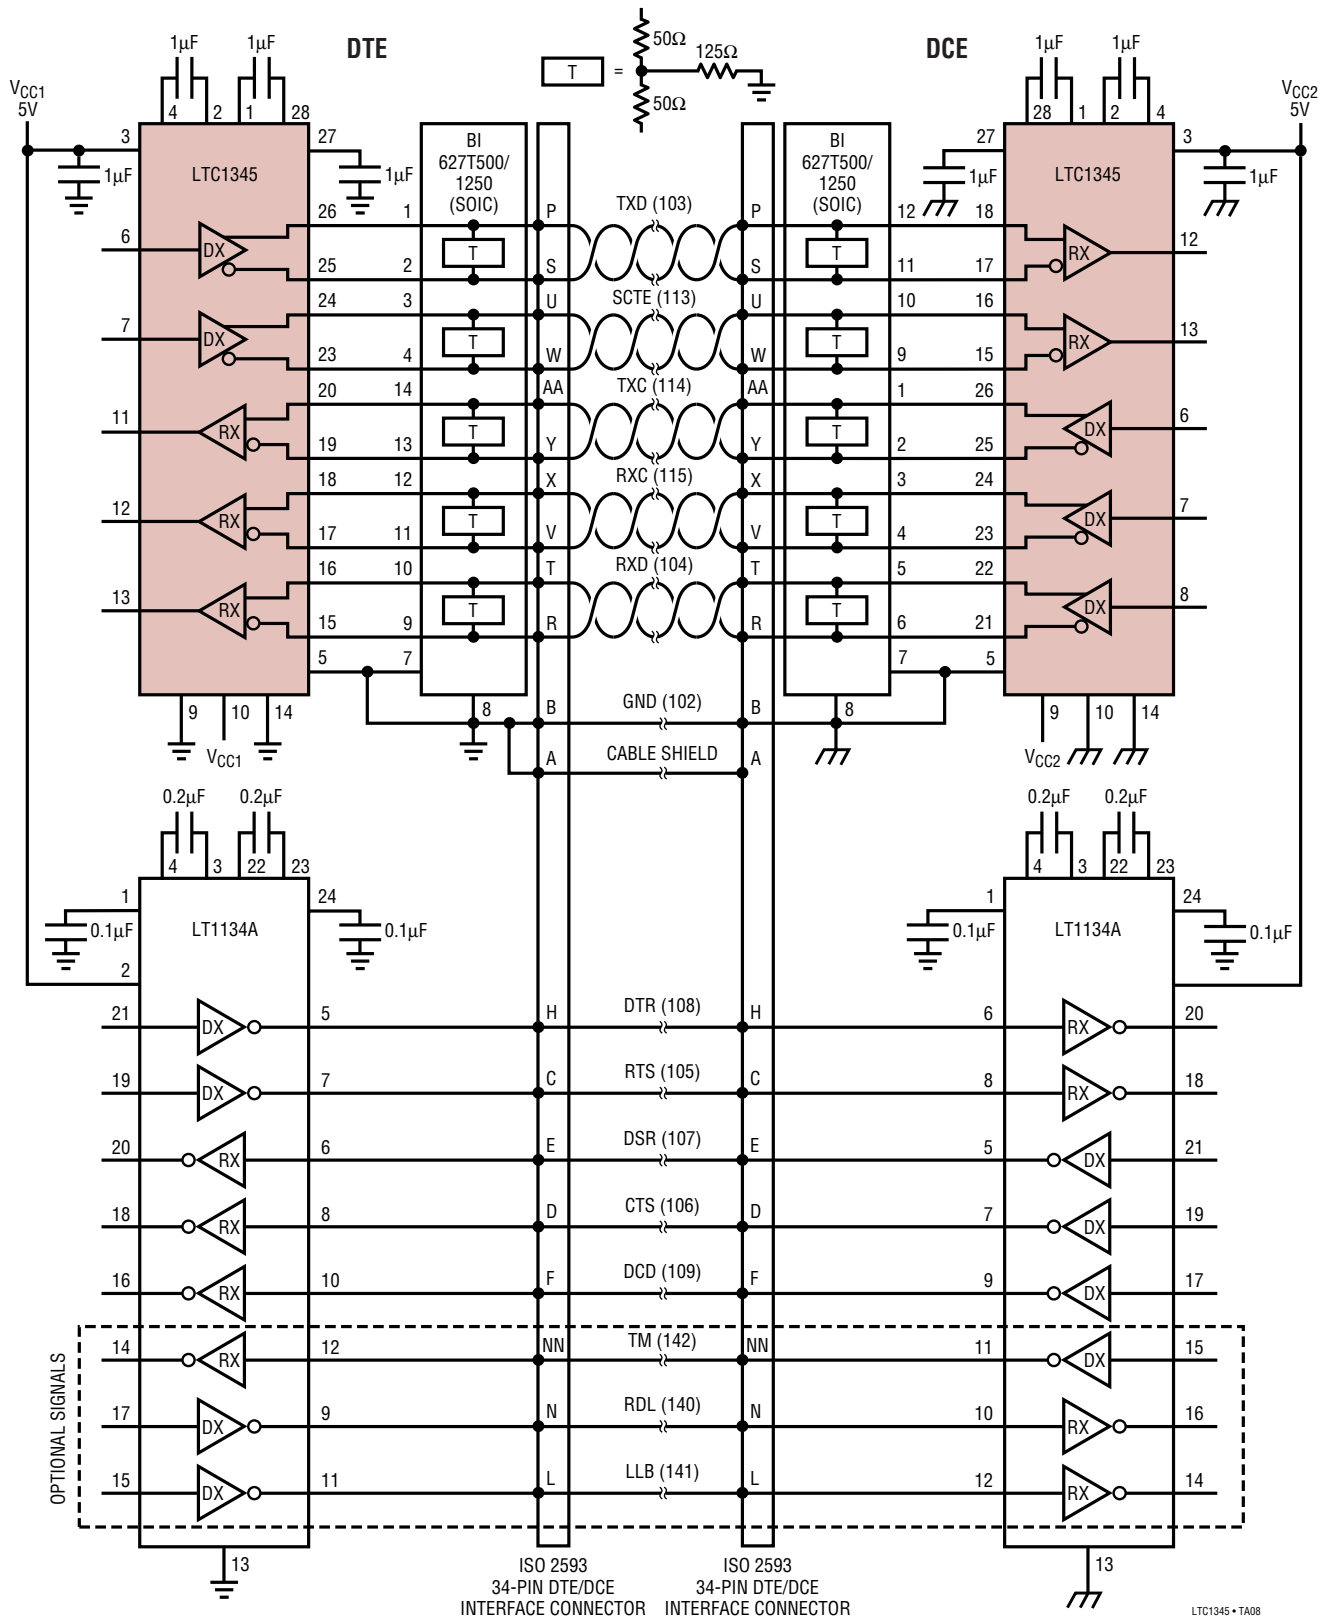 1µF 1µF DTE 50Ω 125Ω DCE 1µF 1µF
T =
50Ω
VCC1
5V
VCC2
5V
4 2 1 28
28 1 2 4
3 27 27 3
LTC1345
BI
627T500/
1250
(SOIC)
BI
627T500/
1250
(SOIC)
LTC1345
1µF 1µF 1µF 1µF
26 1 P TXD (103) P 12 18
6 DX T T RX 12
25 2 S S 11 17
24 3 U SCTE (113) U 10 16
7 DX T T RX 13
23 4 W W 9 15
20 14 AA TXC (114) AA 1 26
11 RX T T DX 6
19 13 Y Y 2 25
18 12 X RXC (115) X 3 24
12 RX T T DX 7
17 11 V V 4 23
16 10 T RXD (104) T 5 22
13 RX T T DX 8
15 9 R R 6 21
5 7 7 5
9 10 14 8 B GND (102) B 8 9 10 14
VCC1 A CABLE SHIELD A VCC2
0.2µF 0.2µF 0.2µF 0.2µF
4 3 22 23 4 3 22 23
1 24 1 24
0.1µF LT1134A 0.1µF 0.1µF LT1134A 0.1µF
2
21 DX 5 H DTR (108) H 6 RX 20
19 DX 7 C RTS (105) C 8 RX 18
20 RX 6 E DSR (107) E 5 DX 21
18 RX 8 D CTS (106) D 7 DX 19
16 RX 10 F DCD (109) F 9 DX 17
OPTIONAL SIGNALS
14 RX 12 NN TM (142) NN 11 DX 15
17 DX 9 N RDL (140) N 10 RX 16
15 DX 11 L LLB (141) L 12 RX 14
13 13
ISO 2593
34-PIN DTE/DCE
INTERFACE CONNECTOR
ISO 2593
34-PIN DTE/DCE
INTERFACE CONNECTOR
LTC1345 • TA08